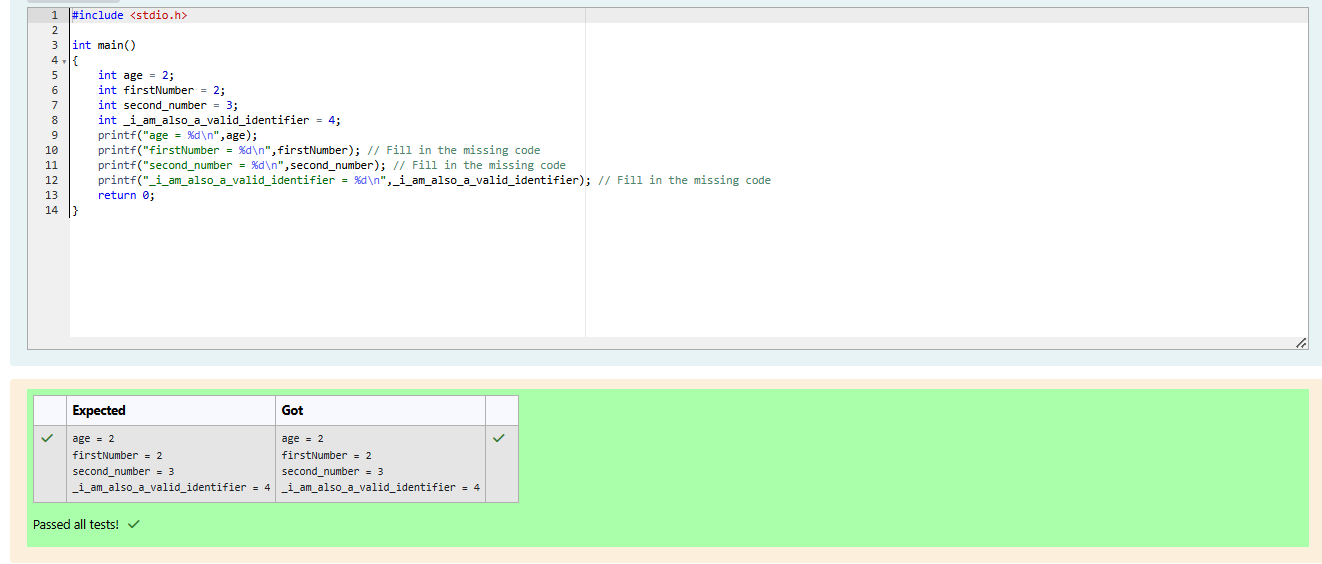 1 #include <stdio.h>
2
3 int main()
4 {
5     int age = 2;
6     int firstNumber = 2;
7     int second_number = 3;
8     int _i_am_also_a_valid_identifier = 4;
9     printf("age = %d\n",age);
10     printf("firstNumber = %d\n",firstNumber); // Fill in the missing code
11     printf("second_number = %d\n",second_number); // Fill in the missing code
12     printf("_i_am_also_a_valid_identifier = %d\n",_i_am_also_a_valid_identifier); // Fill in the missing code
13     return 0;
14 }
Expected Got
age = 2 age = 2
firstNumber = 2 firstNumber = 2
second_number = 3 second_number = 3
_i_am_also_a_valid_identifier = 4 _i_am_also_a_valid_identifier = 4
Passed all tests!